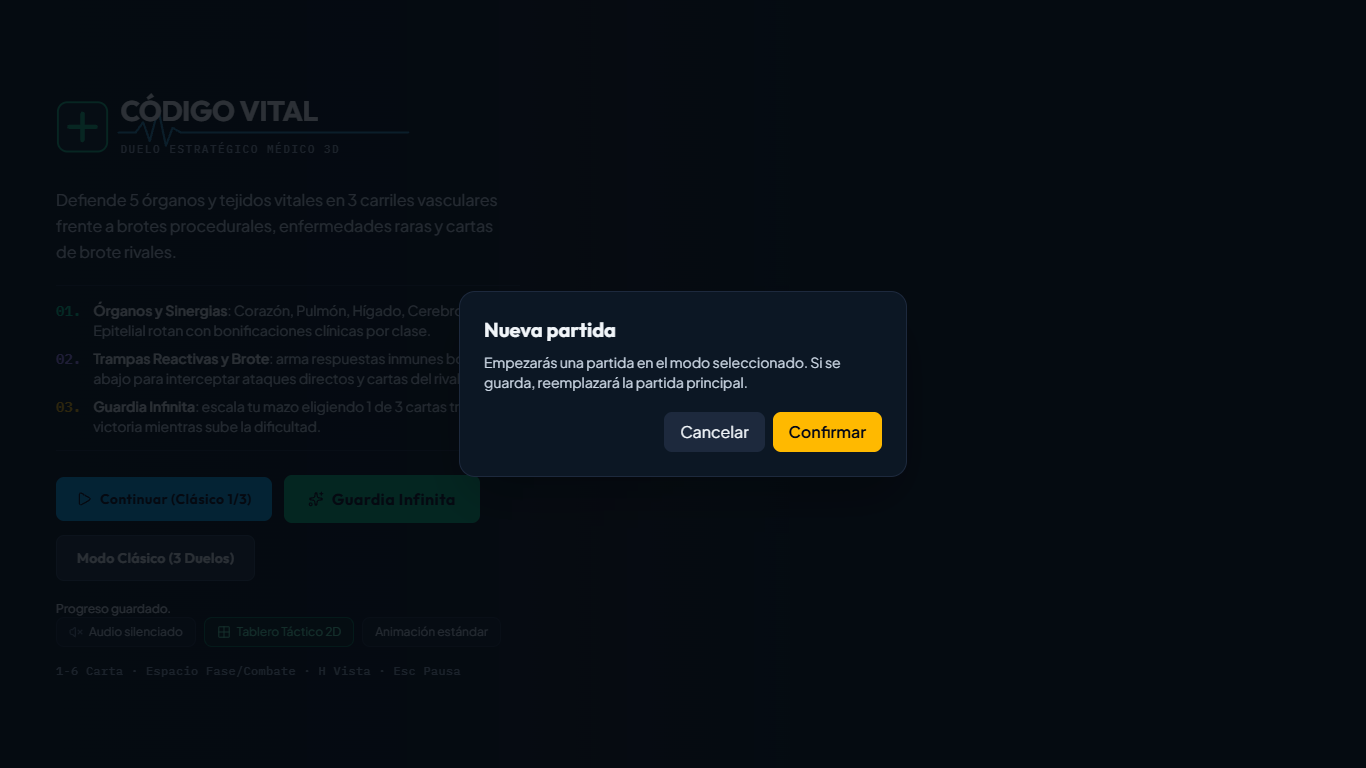 CÓDIGO VITAL
DUELO ESTRATÉGICO MÉDICO 3D
Defiende 5 órganos y tejidos vitales en 3 carriles vasculares
frente a brotes procedurales, enfermedades raras y cartas
de brote rivales.
01. Órganos y Sinergias: Corazón, Pulmón, Hígado, Cerebro
Epitelial rotan con bonificaciones clínicas por clase.
02. Trampas Reactivas y Brote: arma respuestas inmunes bo
abajo para interceptar ataques directos y cartas del rival
03. Guardia Infinita: escala tu mazo eligiendo 1 de 3 cartas tr
victoria mientras sube la dificultad.
Nueva partida
Empezarás una partida en el modo seleccionado. Si se
guarda, reemplazará la partida principal.
Cancelar Confirmar
Continuar (Clásico 1/3) Guardia Infinita
Modo Clásico (3 Duelos)
Progreso guardado.
Audio silenciado Tablero Táctico 2D Animación estándar
1-6 Carta · Espacio Fase/Combate · H Vista · Esc Pausa